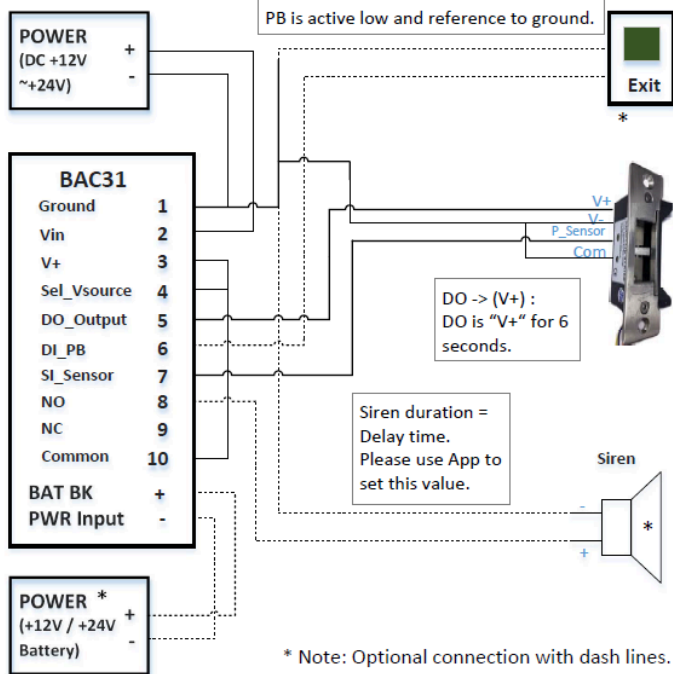 PB is active low and reference to ground.
POWER
(DC +12V
~+24V)
+
-
Exit
*
BAC31
Ground 1
Vin 2
V+ 3
Sel_Vsource 4
DO_Output 5
DI_PB 6
SI_Sensor 7
NO 8
NC 9
Common 10
BAT BK +
PWR Input -
V+
V-
P_Sensor
Com
DO -> (V+) :
DO is “V+“ for 6
seconds.
Siren duration =
Delay time.
Please use App to
set this value.
Siren
-
+
*
POWER *
(+12V / +24V
Battery)
+
-
* Note: Optional connection with dash lines.